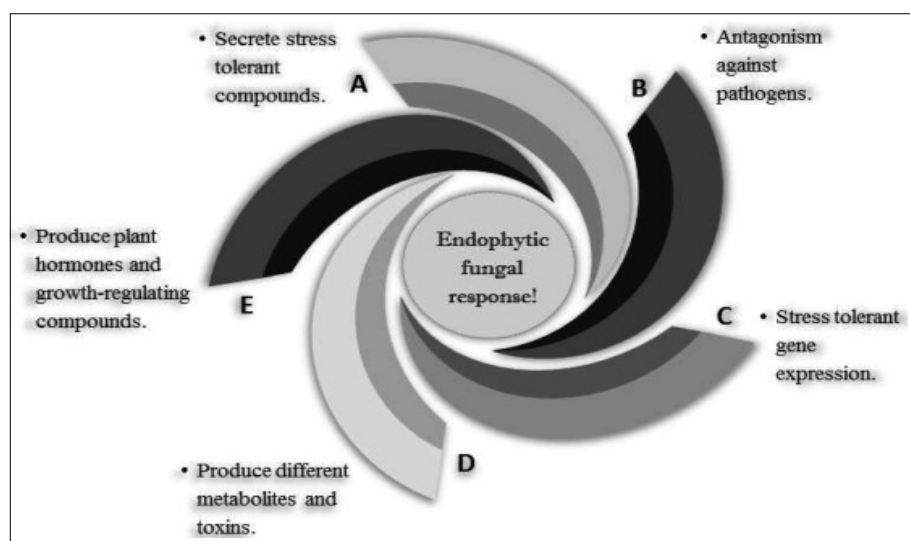 • Secrete stress
tolerant
compounds.
A
• Antagonism
against
pathogens.
B
Endophytic
fungal
response!
• Produce plant
hormones and
growth-regulating
compounds.
E
C
• Stress tolerant
gene
expression.
D
• Produce different
metabolites and
toxins.